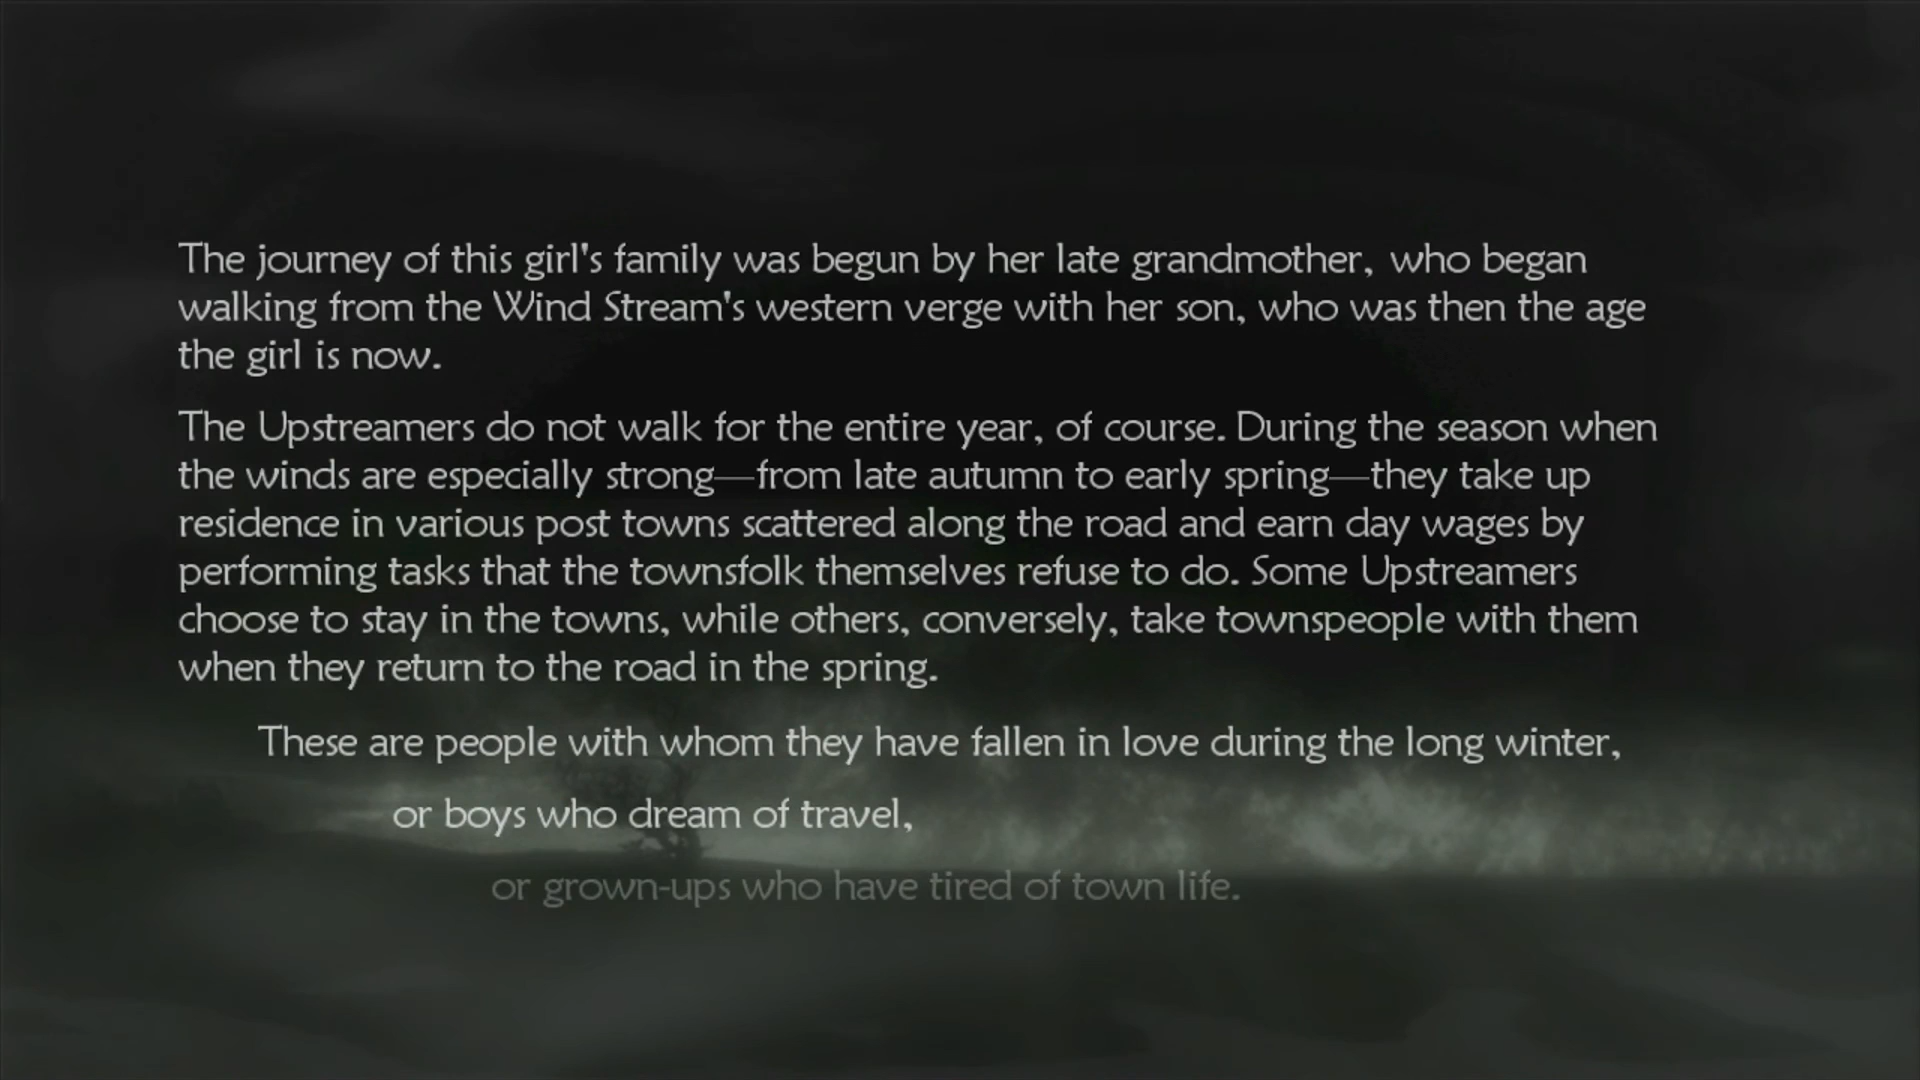 The journey of this girl's family was begun by her late grandmother, who began
walking from the Wind Stream's western verge with her son, who was then the age
the girl is now.
The Upstreamers do not walk for the entire year, of course. During the season when
the winds are especially strong—from late autumn to early spring—they take up
residence in various post towns scattered along the road and earn day wages by
performing tasks that the townsfolk themselves refuse to do. Some Upstreamers
choose to stay in the towns, while others, conversely, take townspeople with them
when they return to the road in the spring.
These are people with whom they have fallen in love during the long winter,
or boys who dream of travel,
or grown-ups who have tired of town life.